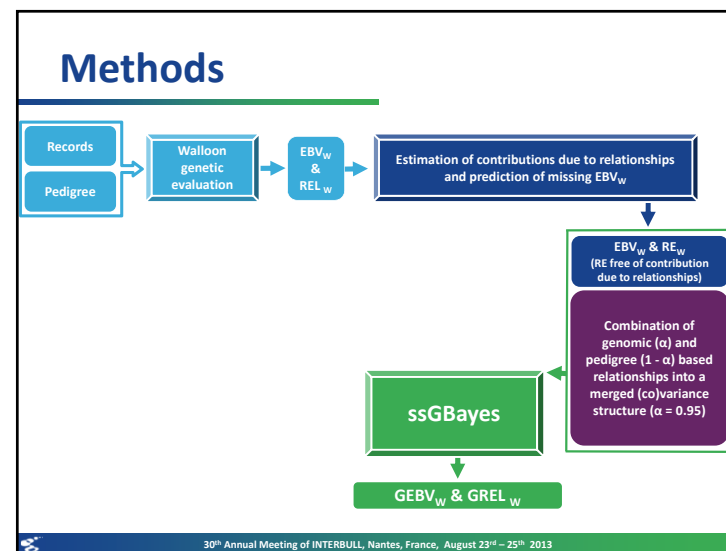 Methods
Records
Pedigree
Walloon
genetic
evaluation
EBVW
&
REL W
Estimation of contributions due to relationships
and prediction of missing EBVW
EBVW & REW
(RE free of contribution
due to relationships)
Combination of
genomic (α) and
pedigree (1 - α) based
relationships into a
merged (co)variance
structure (α = 0.95)
ssGBayes
GEBVW & GREL W
30th Annual Meeting of INTERBULL, Nantes, France, August 23rd – 25th 2013